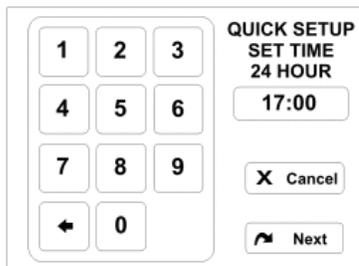 1 2 3
4 5 6
7 8 9
0
QUICK SETUP
SET TIME
24 HOUR
17:00
X Cancel
Next